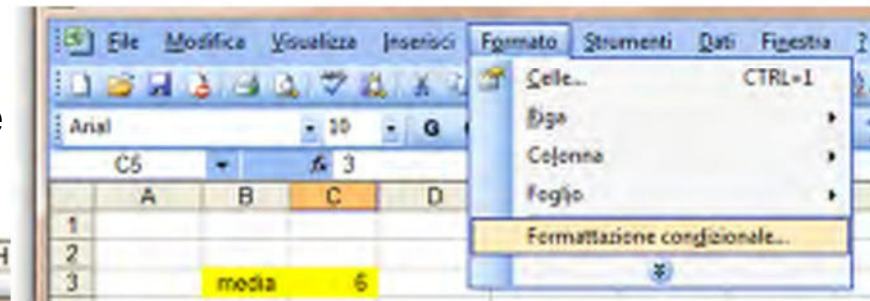 File Modifica Visualizza Inserisci Formato Strumenti Dati Finestra ?
Celle... CTRL+1
Arial 10 G
Riga
C5 fx 3
Colonna
A B C D
Foglio
1
Formattazione condizionale...
2
3 media 6
e
H